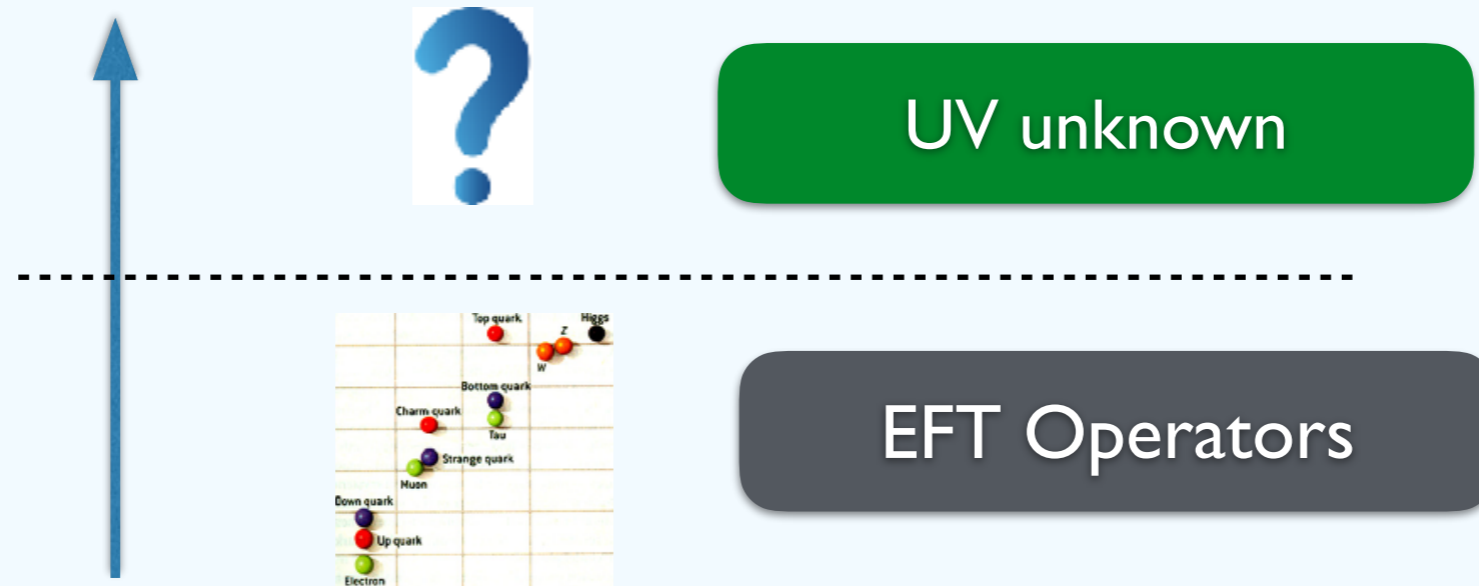 ?
UV unknown
Top quark
Higgs
Z
W
Bottom quark
Charm quark
Tau
Strange quark
Muon
Down quark
Up quark
Electron
EFT Operators